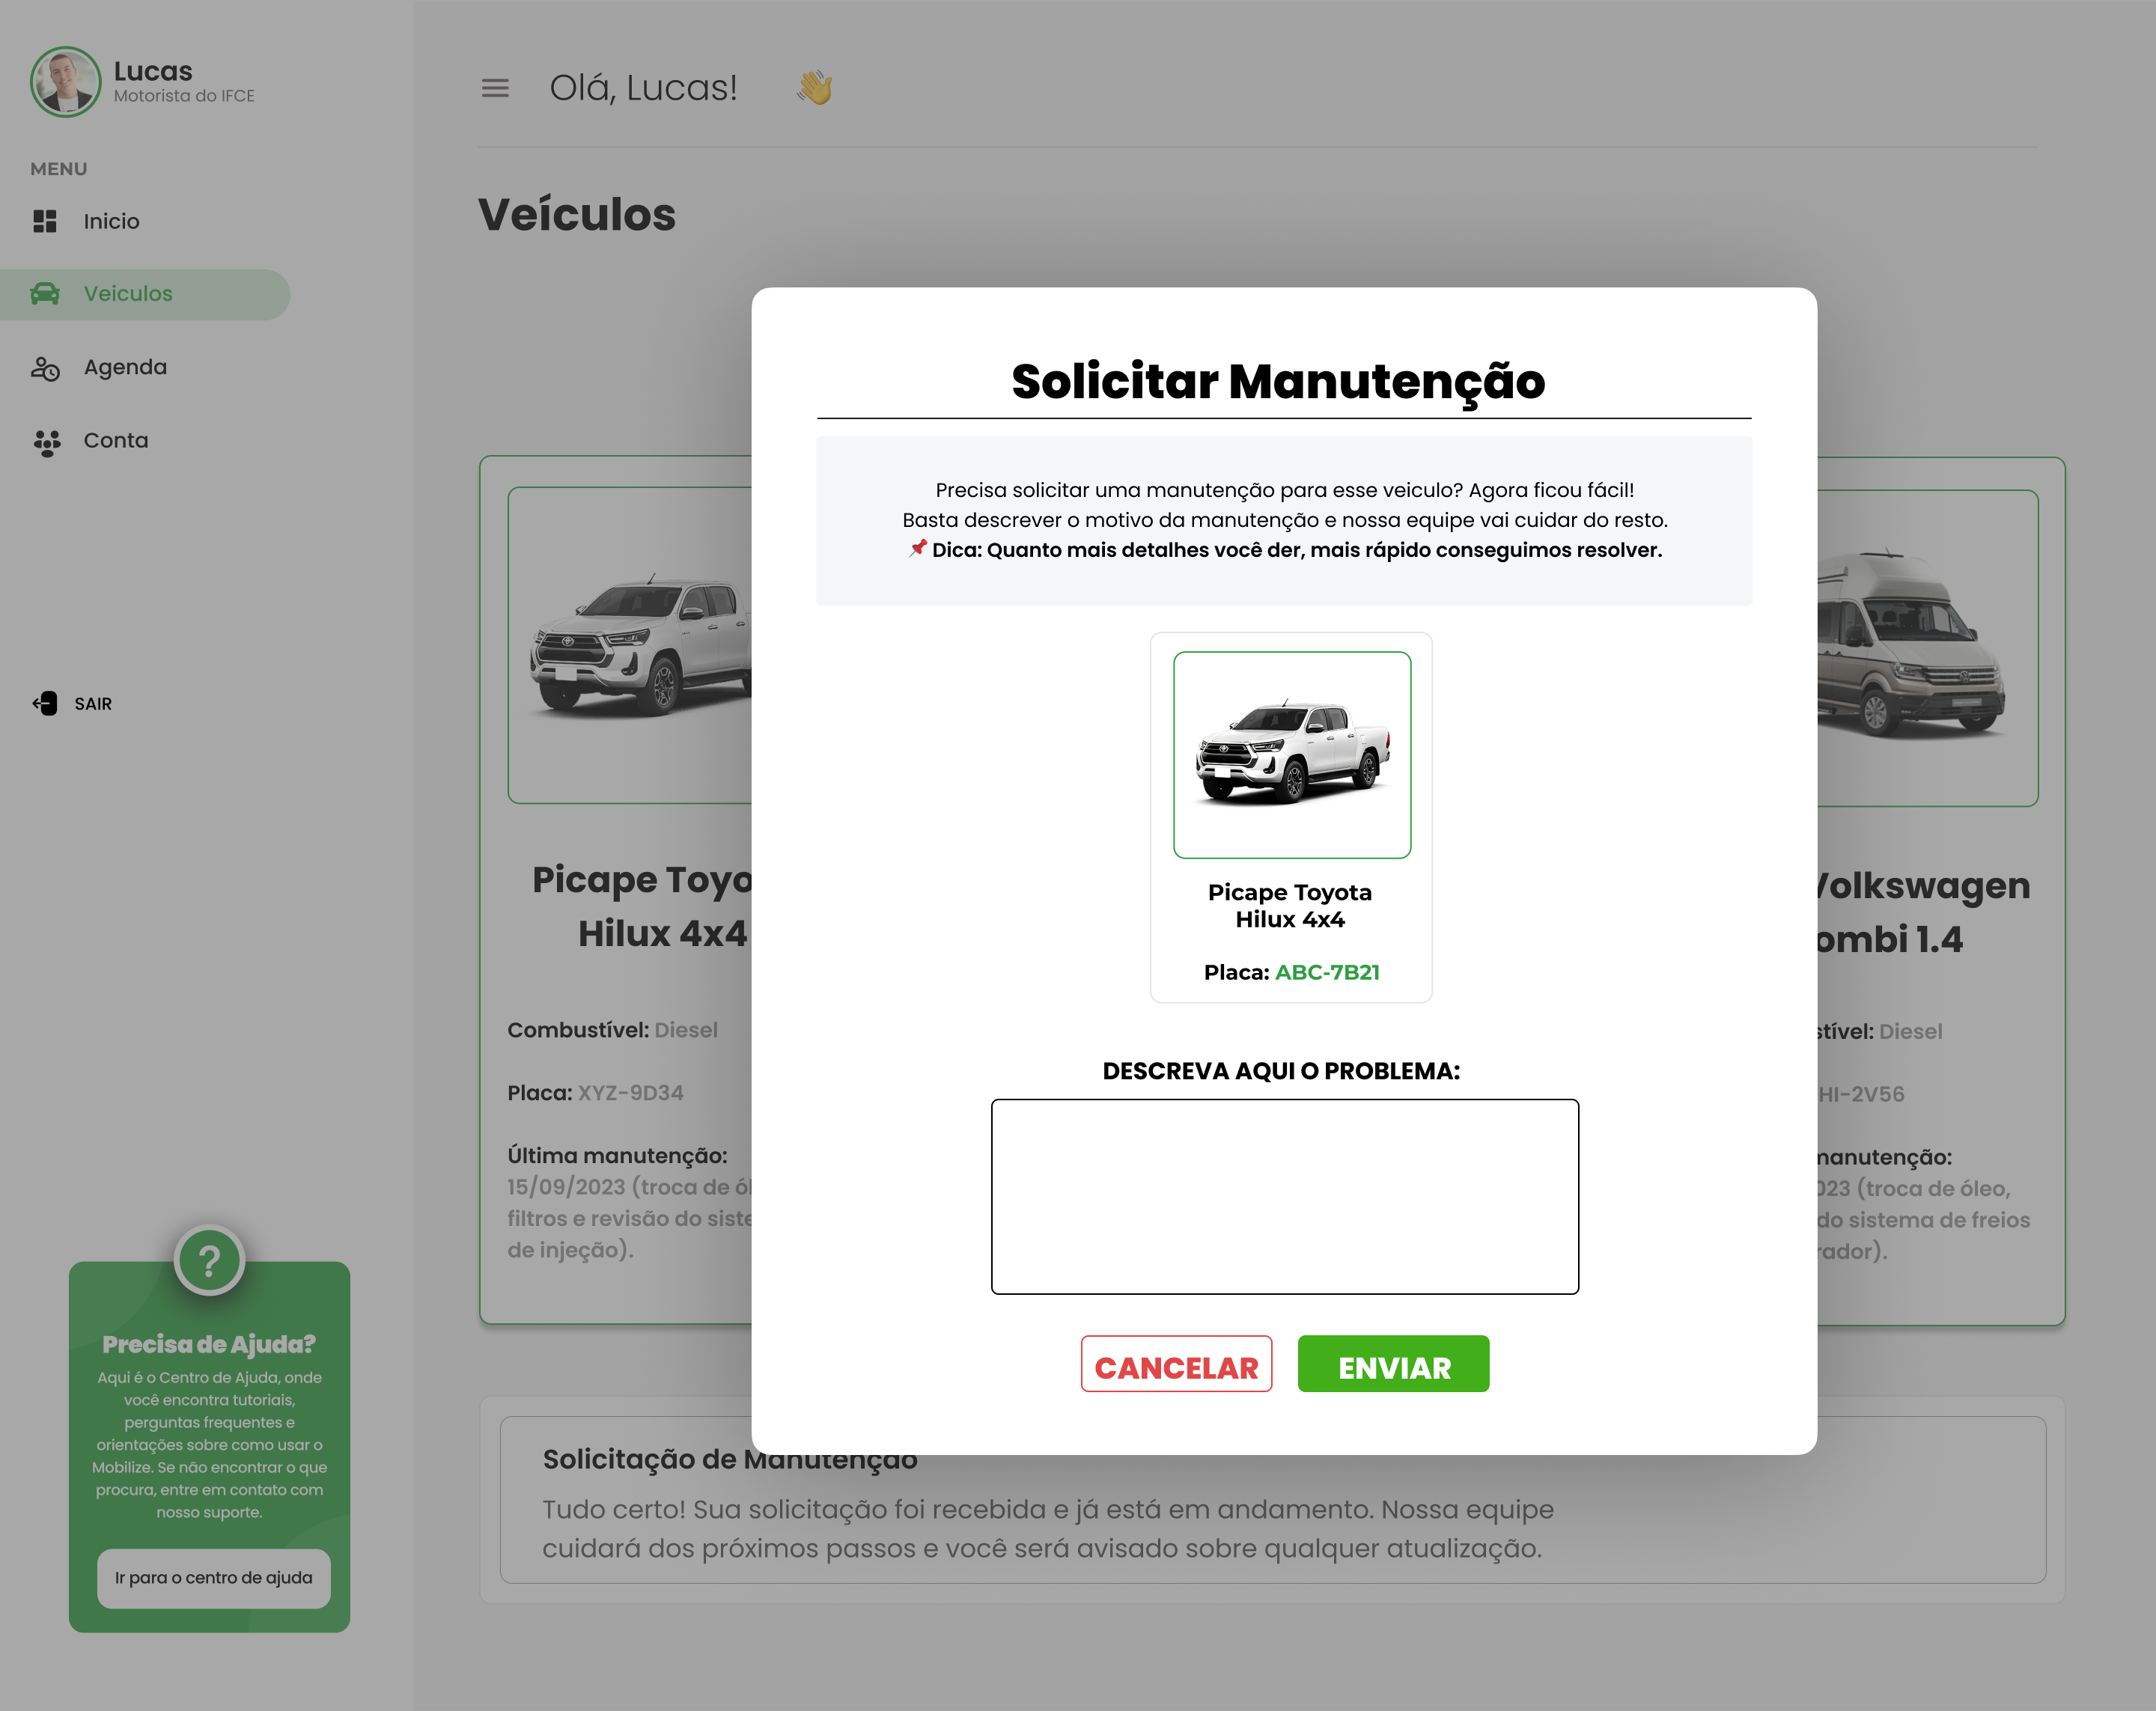 Lucas
Motorista do IFCE
MENU
Inicio
Veiculos
Agenda
Conta
SAIR
?
Precisa de Ajuda?
Aqui é o Centro de Ajuda, onde
você encontra tutoriais,
perguntas frequentes e
orientações sobre como usar o
Mobilize. Se não encontrar o que
procura, entre em contato com
nosso suporte.
Ir para o centro de ajuda
Olá, Lucas!
Veículos
Picape Toyo
Hilux 4x4
Combustível: Diesel
Placa: XYZ-9D34
Última manutenção:
15/09/2023 (troca de ól
filtros e revisão do siste
de injeção).
Solicitar Manutenção
Precisa solicitar uma manutenção para esse veiculo? Agora ficou fácil!
Basta descrever o motivo da manutenção e nossa equipe vai cuidar do resto.
Dica: Quanto mais detalhes você der, mais rápido conseguimos resolver.
Picape Toyota
Hilux 4x4
Placa: ABC-7B21
DESCREVA AQUI O PROBLEMA:
CANCELAR
ENVIAR
Volkswagen
ombi 1.4
stível: Diesel
HI-2V56
manutenção:
023 (troca de óleo,
do sistema de freios
rador).
Solicitação de Manutenção
Tudo certo! Sua solicitação foi recebida e já está em andamento. Nossa equipe
cuidará dos próximos passos e você será avisado sobre qualquer atualização.